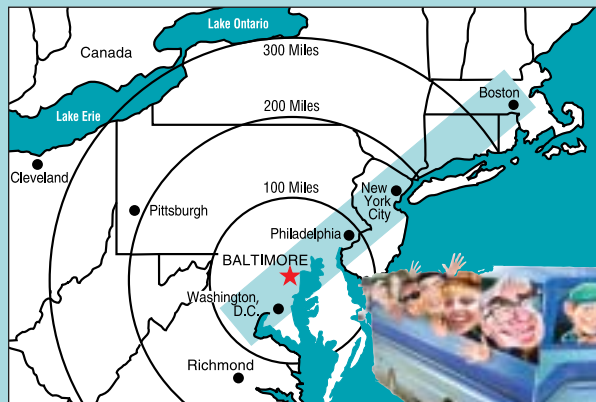 Lake Ontario
Canada
300 Miles
Lake Erie
Boston
200 Miles
Cleveland
100 Miles
New
York
City
Pittsburgh
Philadelphia
BALTIMORE
Washington,
D.C.
Richmond